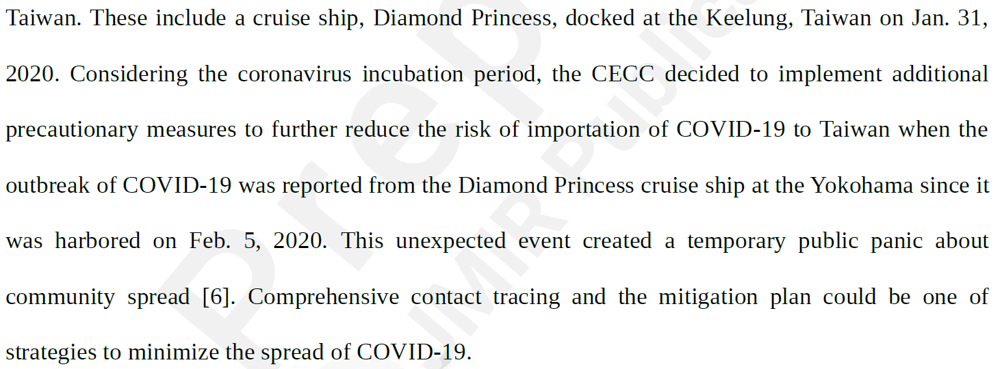 Taiwan. These include a cruise ship, Diamond Princess, docked at the Keelung, Taiwan on Jan. 31,
2020. Considering the coronavirus incubation period, the CECC decided to implement additional
precautionary measures to further reduce the risk of importation of COVID-19 to Taiwan when the
outbreak of COVID-19 was reported from the Diamond Princess cruise ship at the Yokohama since it
was harbored on Feb. 5, 2020. This unexpected event created a temporary public panic about
community spread [6]. Comprehensive contact tracing and the mitigation plan could be one of
strategies to minimize the spread of COVID-19.
Prep
JMIR Public